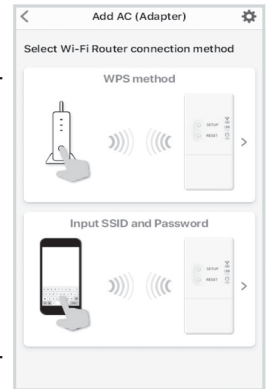 Add AC (Adapter)
Select Wi-Fi Router connection method
WPS method
SETUP
RESET
Input SSID and Password
SETUP
RESET